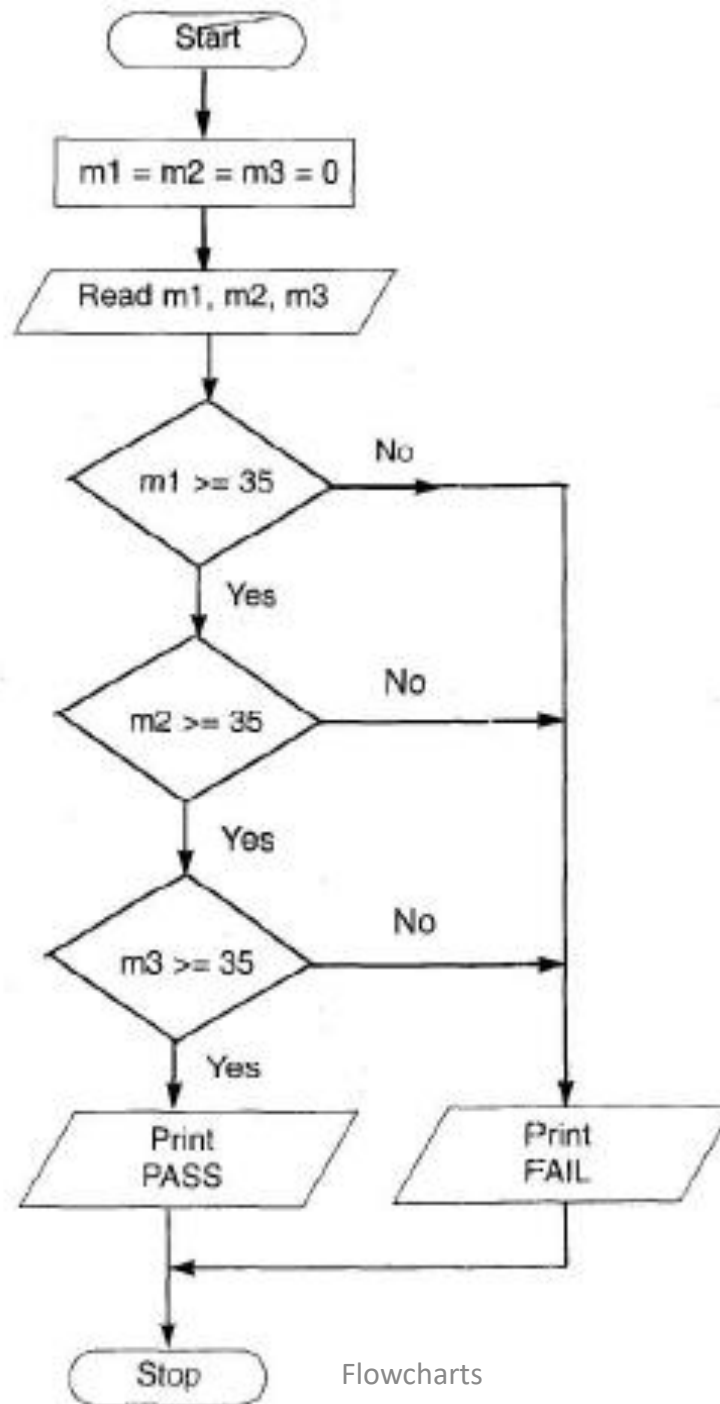 Start
m1 = m2 = m3 = 0
Read m1, m2, m3
m1 >= 35
No
Yes
m2 >= 35
No
Yes
m3 >= 35
No
Yes
Print
PASS
Print
FAIL
Stop
Flowcharts